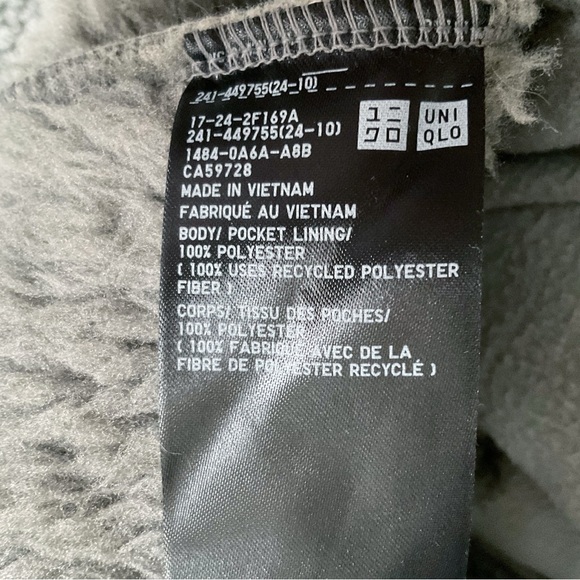 241-449755(24-10)
17-24-2F169A
241-449755(24-10)
1484-0A6A-A8B
CA59728
ユニ
クロ
UNI
QLO
MADE IN VIETNAM
FABRIQUÉ AU VIETNAM
BODY/ POCKET LINING/
100% POLYESTER
( 100% USES RECYCLED POLYESTER
FIBER )
CORPS/ TISSU DES POCHES/
100% POLYESTER
( 100% FABRIQUÉ AVEC DE LA
FIBRE DE POLYESTER RECYCLÉ )